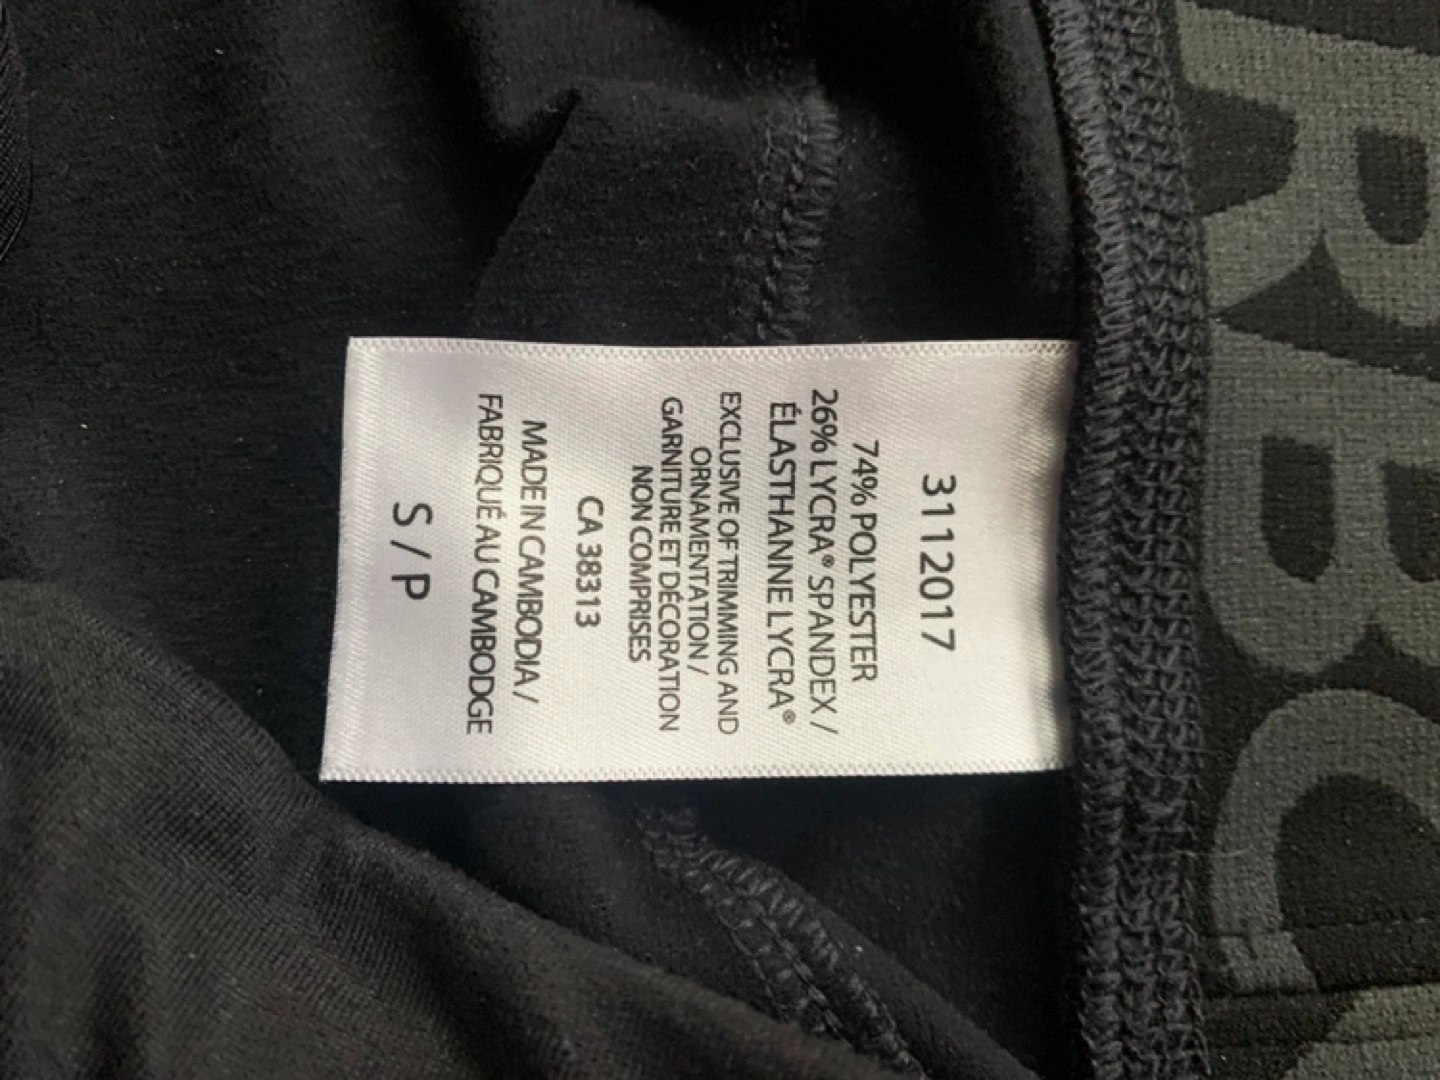 3112017
74% POLYESTER
26% LYCRA® SPANDEX /
ÉLASTHANNE LYCRA®
EXCLUSIVE OF TRIMMING AND
ORNAMENTATION /
GARNITURE ET DÉCORATION
NON COMPRISES
CA 38313
MADE IN CAMBODIA /
FABRIQUÉ AU CAMBODGE
S / P